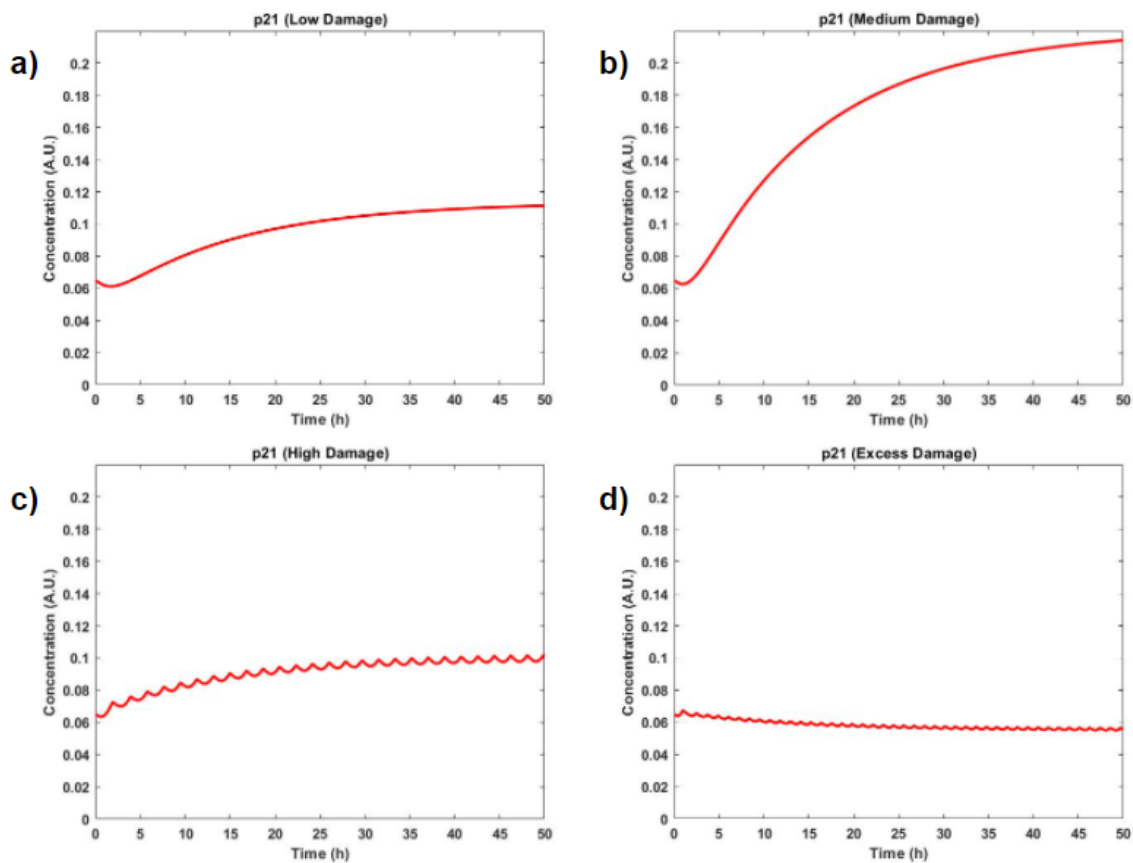 a)
p21 (Low Damage)
Concentration (A.U.)
0.2
0.18
0.16
0.14
0.12
0.1
0.08
0.06
0.04
0.02
0
0 5 10 15 20 25 30 35 40 45 50
Time (h)
b)
p21 (Medium Damage)
Concentration (A.U.)
0.2
0.18
0.16
0.14
0.12
0.1
0.08
0.06
0.04
0.02
0
0 5 10 15 20 25 30 35 40 45 50
Time (h)
c)
p21 (High Damage)
Concentration (A.U.)
0.2
0.18
0.16
0.14
0.12
0.1
0.08
0.06
0.04
0.02
0
0 5 10 15 20 25 30 35 40 45 50
Time (h)
d)
p21 (Excess Damage)
Concentration (A.U.)
0.2
0.18
0.16
0.14
0.12
0.1
0.08
0.06
0.04
0.02
0
0 5 10 15 20 25 30 35 40 45 50
Time (h)